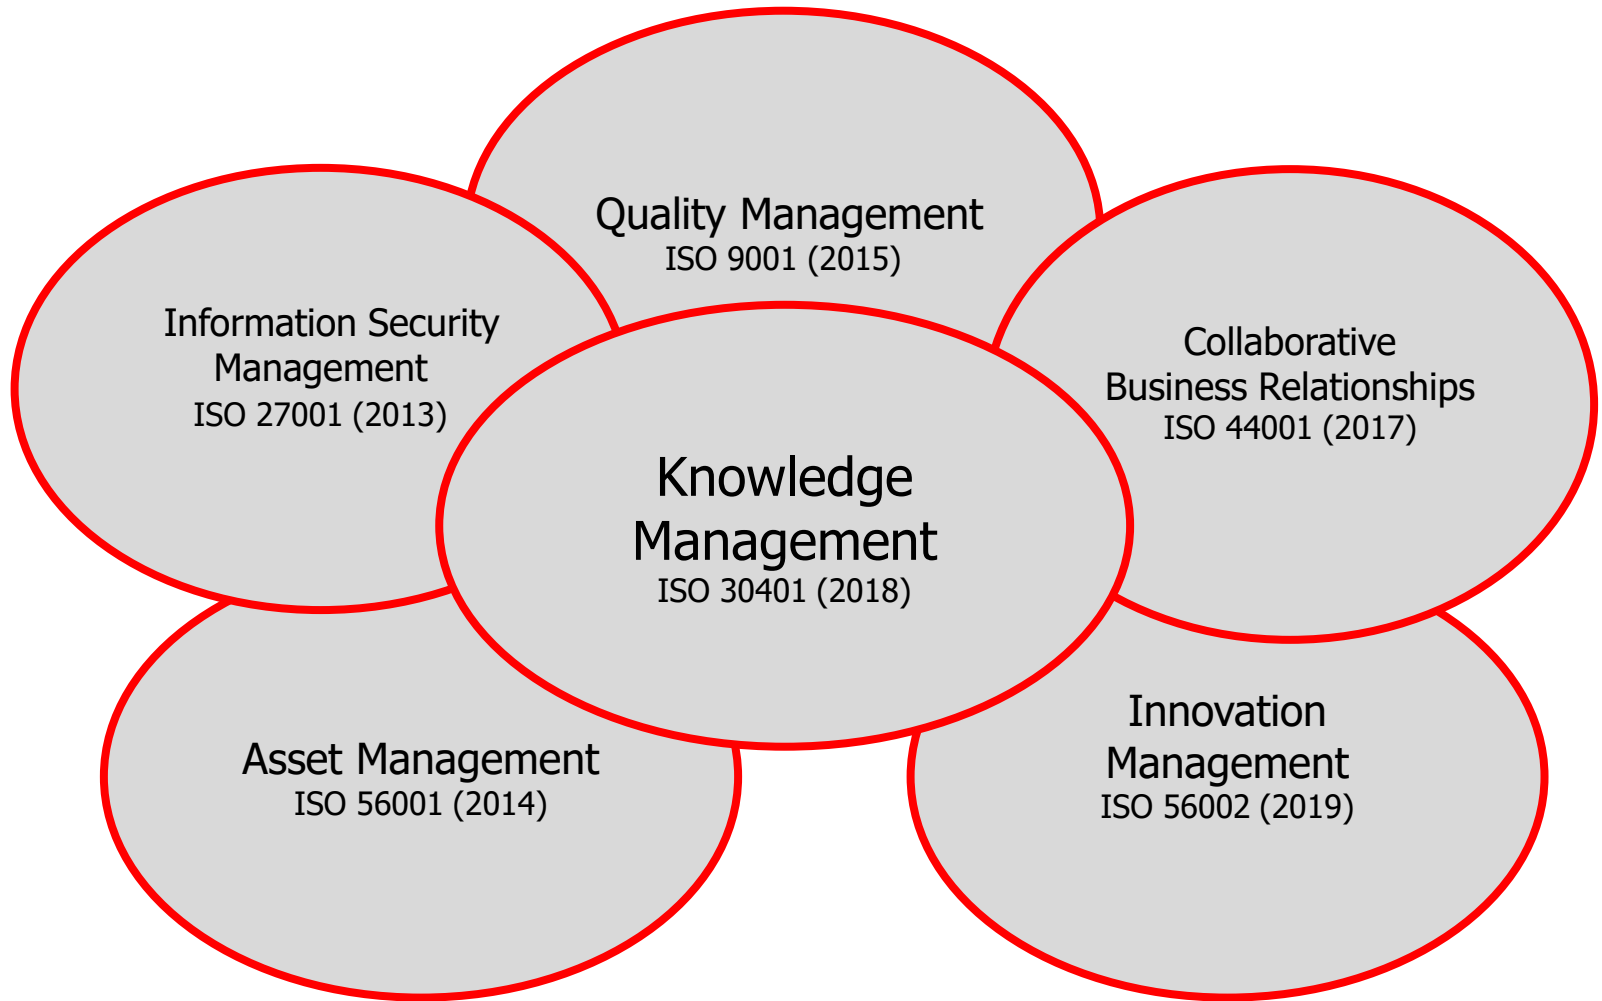 Quality Management
ISO 9001 (2015)
Information Security
Management
ISO 27001 (2013)
Collaborative
Business Relationships
ISO 44001 (2017)
Knowledge
Management
ISO 30401 (2018)
Asset Management
ISO 56001 (2014)
Innovation
Management
ISO 56002 (2019)